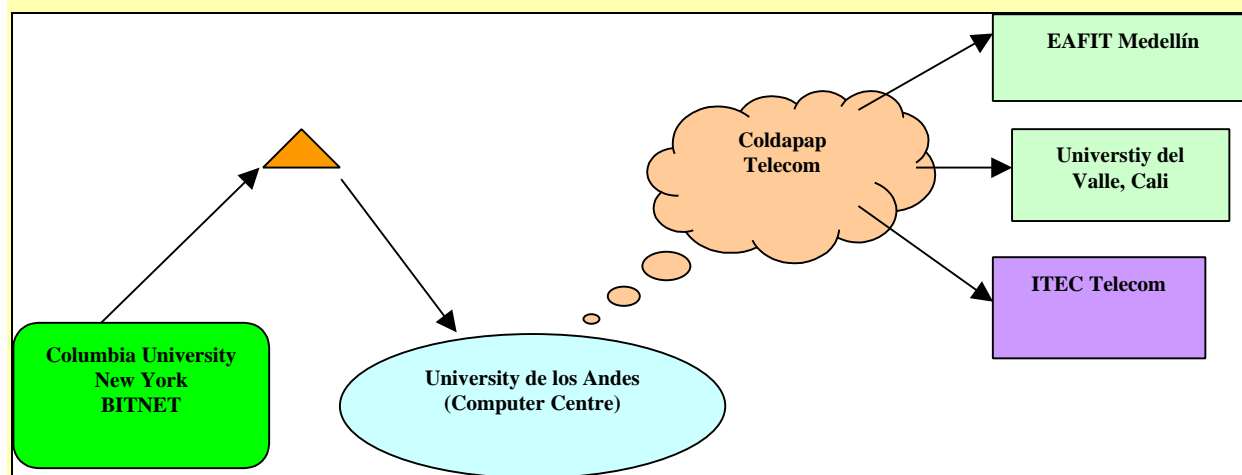 EAFIT Medellín
Coldapap
Telecom
Universtiy del
Valle, Cali
ITEC Telecom
Columbia University
New York
BITNET
University de los Andes
(Computer Centre)